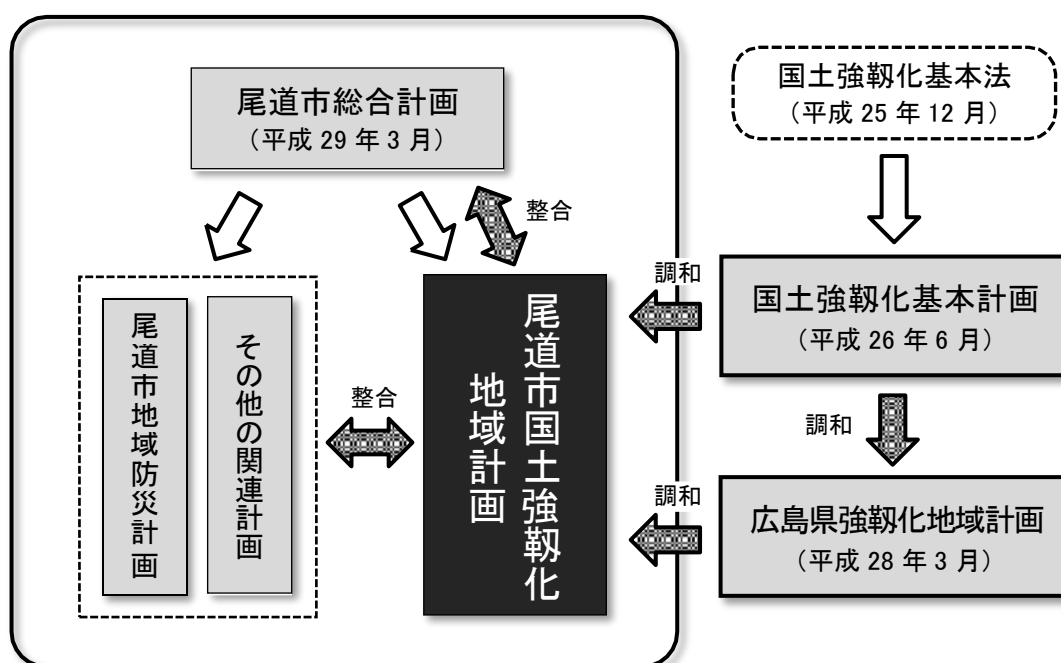 尾道市総合計画
（平成 29 年 3 月）
整合
尾道市地域防災計画
その他の関連計画
整合
尾道市国土強靱化
地域計画
国土強靱化基本法
（平成 25 年 12 月）
調和
国土強靱化基本計画
（平成 26 年 6 月）
調和
調和
広島県強靱化地域計画
（平成 28 年 3 月）